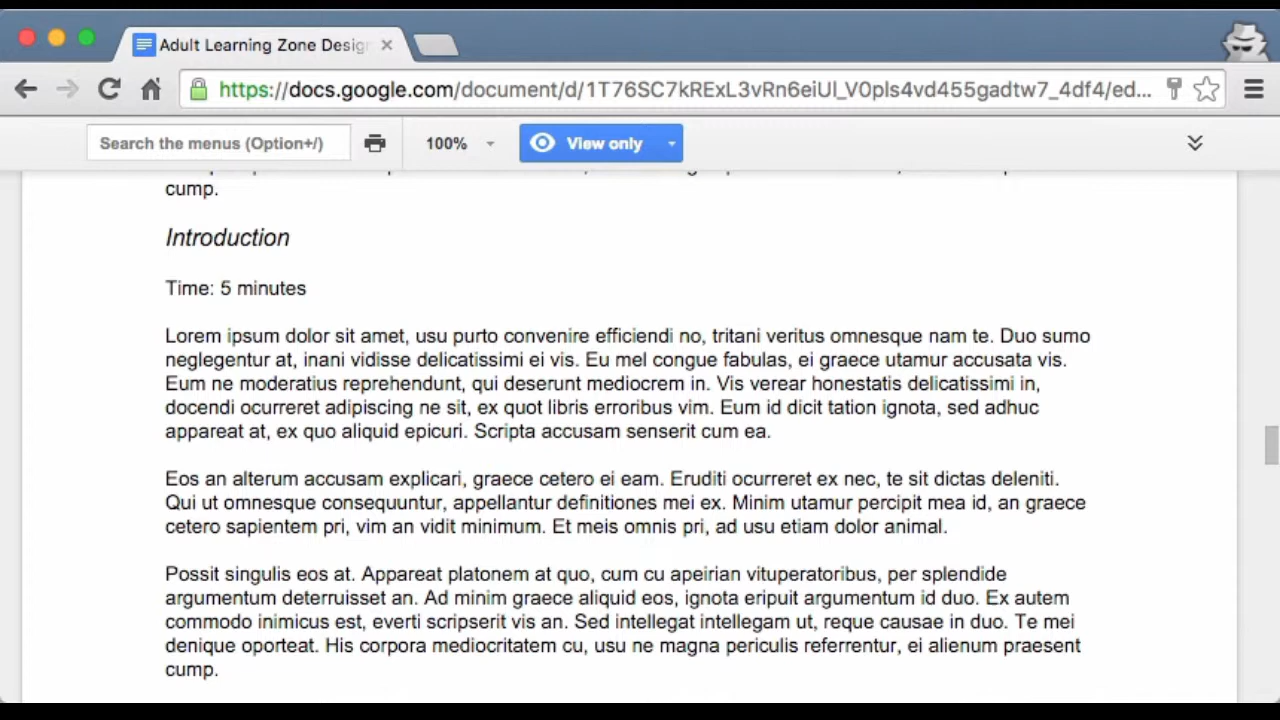 Adult Learning Zone Desig
https://docs.google.com/document/d/1T76SC7kRExL3vRn6eiUl_V0pls4vd455gadtw7_4df4/ed...
Search the menus (Option+/)
100%
View only
cump.
Introduction
Time: 5 minutes
Lorem ipsum dolor sit amet, usu purto convenire efficiendi no, tritani veritus omnesque nam te. Duo sumo
neglegentur at, inani vidisse delicatissimi ei vis. Eu mel congue fabulas, ei graece utamur accusata vis.
Eum ne moderatius reprehendunt, qui deserunt mediocrem in. Vis verear honestatis delicatissimi in,
docendi ocurreret adipiscing ne sit, ex quot libris erroribus vim. Eum id dicit tation ignota, sed adhuc
appareat at, ex quo aliquid epicuri. Scripta accusam senserit cum ea.
Eos an alterum accusam explicari, graece cetero ei eam. Eruditi ocurreret ex nec, te sit dictas deleniti.
Qui ut omnesque consequuntur, appellantur definitiones mei ex. Minim utamur percipit mea id, an graece
cetero sapientem pri, vim an vidit minimum. Et meis omnis pri, ad usu etiam dolor animal.
Possit singulis eos at. Appareat platonem at quo, cum cu apeirian vituperatoribus, per splendide
argumentum deterruisset an. Ad minim graece aliquid eos, ignota eripuit argumentum id duo. Ex autem
commodo inimicus est, everti scripserit vis an. Sed intellegat intellegam ut, reque causae in duo. Te mei
denique oporteat. His corpora mediocritatem cu, usu ne magna periculis referrentur, ei alienum praesent
cump.